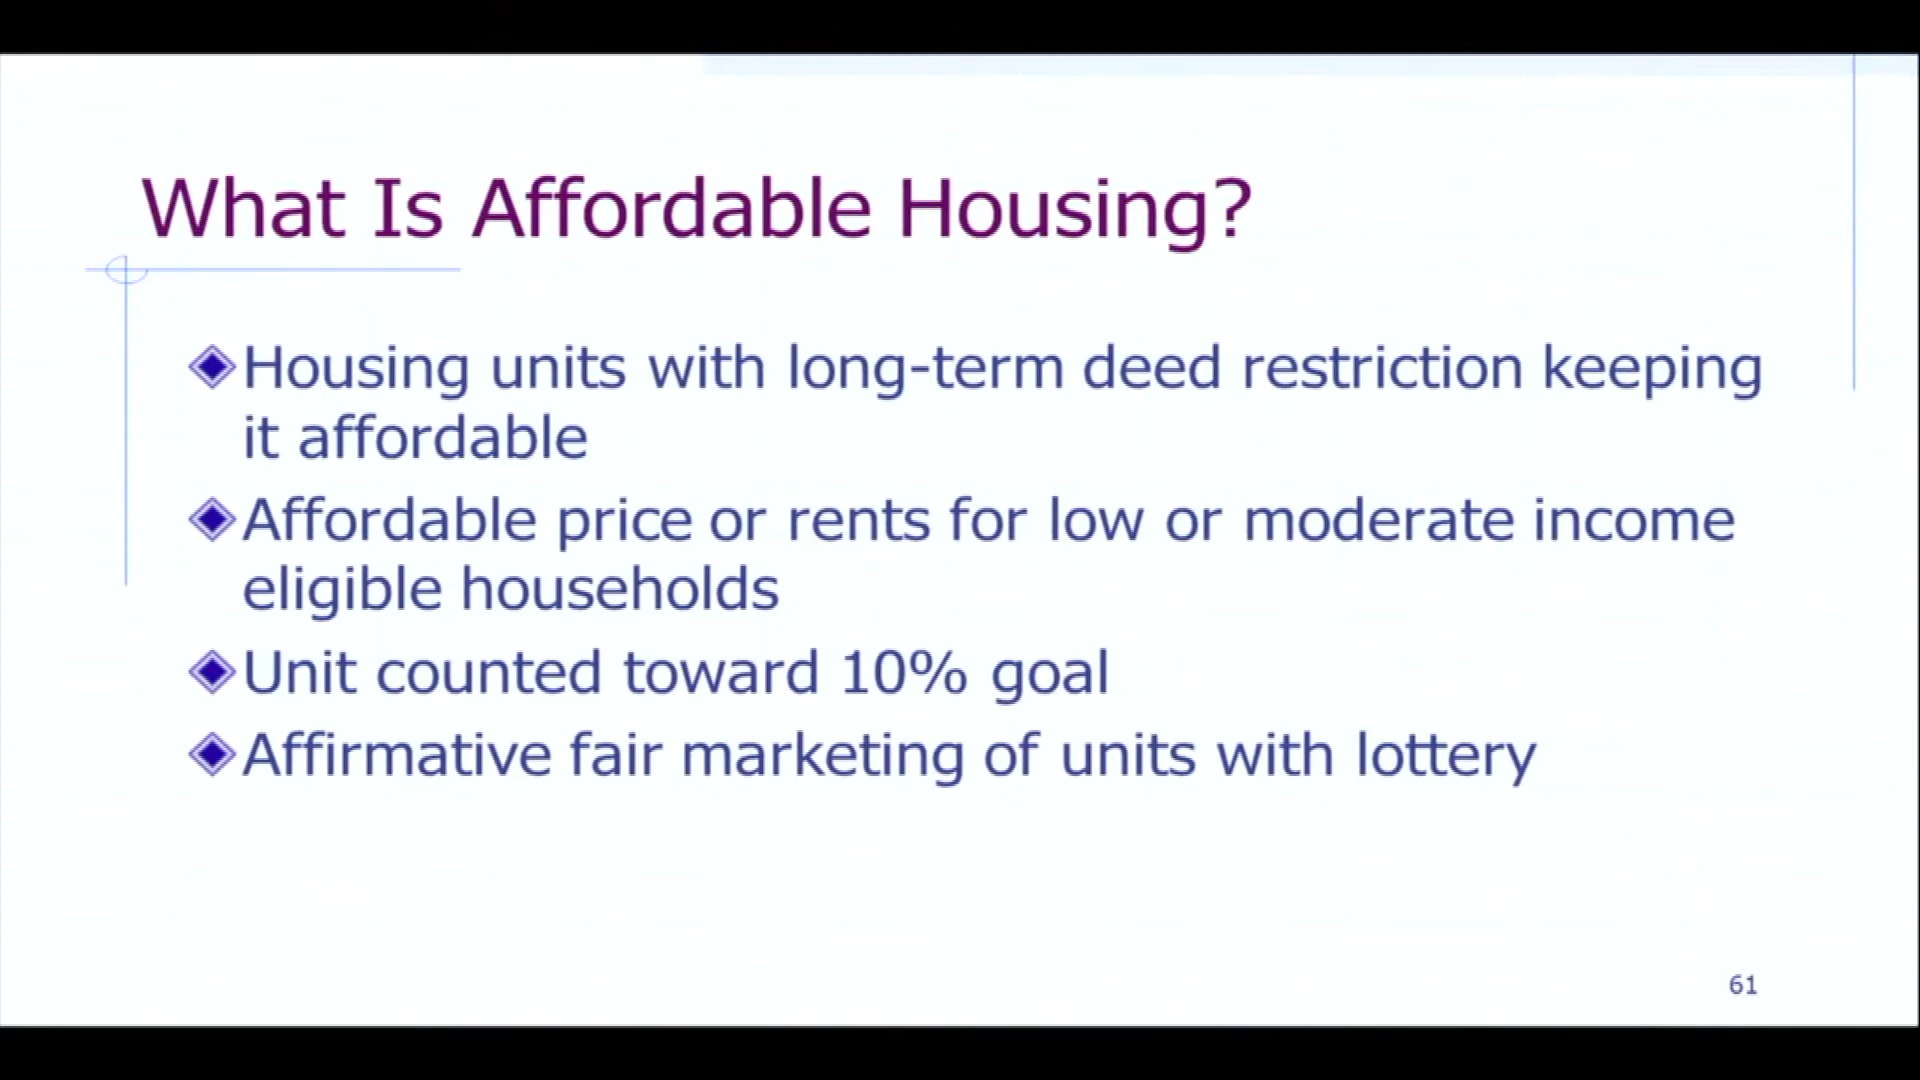 What Is Affordable Housing?
Housing units with long-term deed restriction keeping
it affordable
Affordable price or rents for low or moderate income
eligible households
Unit counted toward 10% goal
Affirmative fair marketing of units with lottery
61